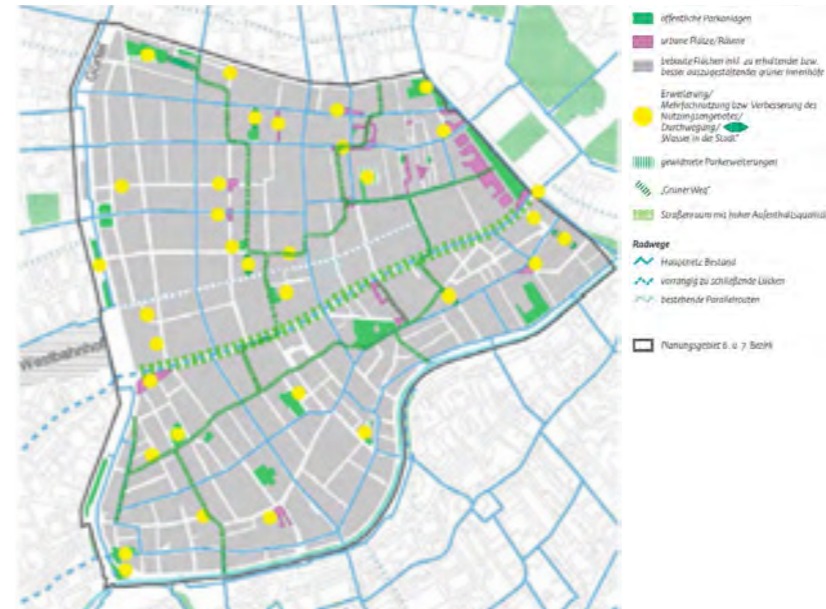 Gürtel
Westbahnhof
öffentliche Parkanlagen
urbane Plätze/Räume
bebaute Flächen inkl. zu erhaltender bzw.
besser auszugestaltender grüner Innenhöfe
Erweiterung/
Mehrfachnutzung bzw. Verbesserung des
Nutzungsangebotes/
Durchwegung/
„Wasser in der Stadt“
gewidmete Parkerweiterungen
„Grüner Weg“
Straßenraum mit hoher Aufenthaltsqualität
Radwege
Hauptnetz Bestand
vorrangig zu schließende Lücken
bestehende Parallelrouten
Planungsgebiet 6. u. 7. Bezirk